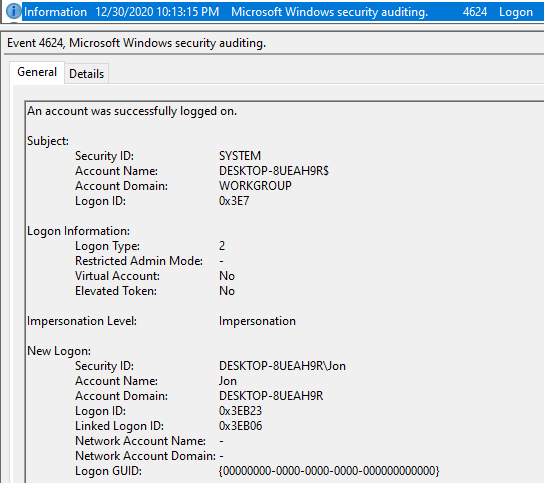 Information 12/30/2020 10:13:15 PM Microsoft Windows security auditing. 4624 Logon
Event 4624, Microsoft Windows security auditing.
General Details
An account was successfully logged on.
Subject:
Security ID: SYSTEM
Account Name: DESKTOP-8UEAH9R$
Account Domain: WORKGROUP
Logon ID: 0x3E7
Logon Information:
Logon Type: 2
Restricted Admin Mode: -
Virtual Account: No
Elevated Token: No
Impersonation Level: Impersonation
New Logon:
Security ID: DESKTOP-8UEAH9R\Jon
Account Name: Jon
Account Domain: DESKTOP-8UEAH9R
Logon ID: 0x3EB23
Linked Logon ID: 0x3EB06
Network Account Name: -
Network Account Domain: -
Logon GUID: {00000000-0000-0000-0000-000000000000}